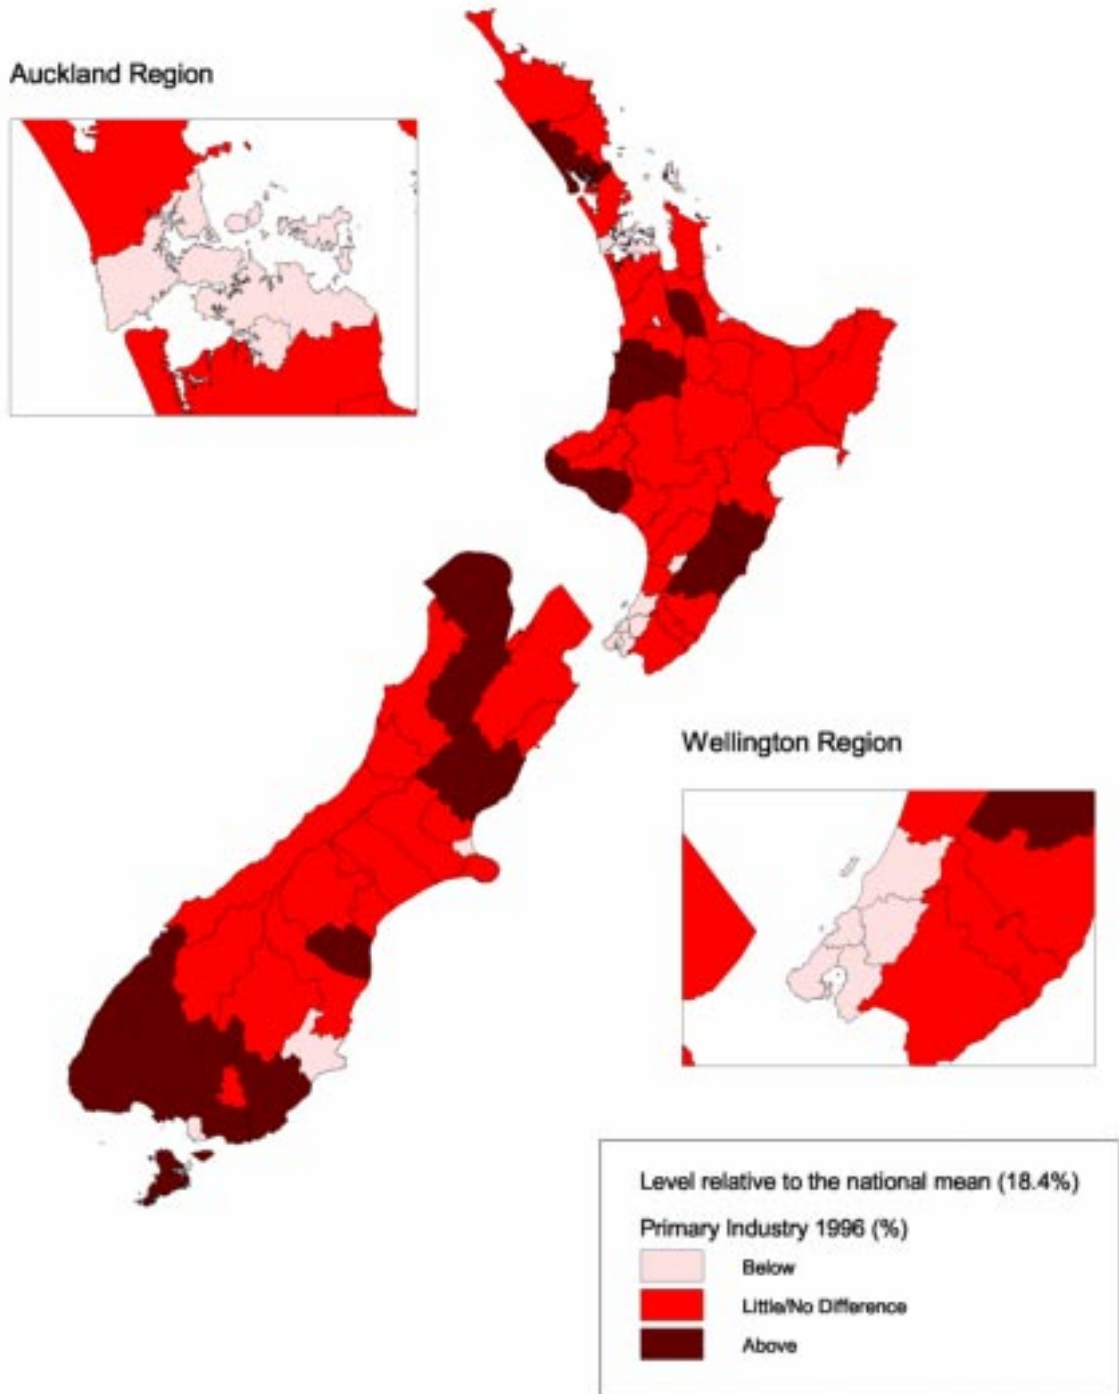 Auckland Region
Wellington Region
Level relative to the national mean (18.4%)
Primary Industry 1996 (%)
Below
Little/No Difference
Above